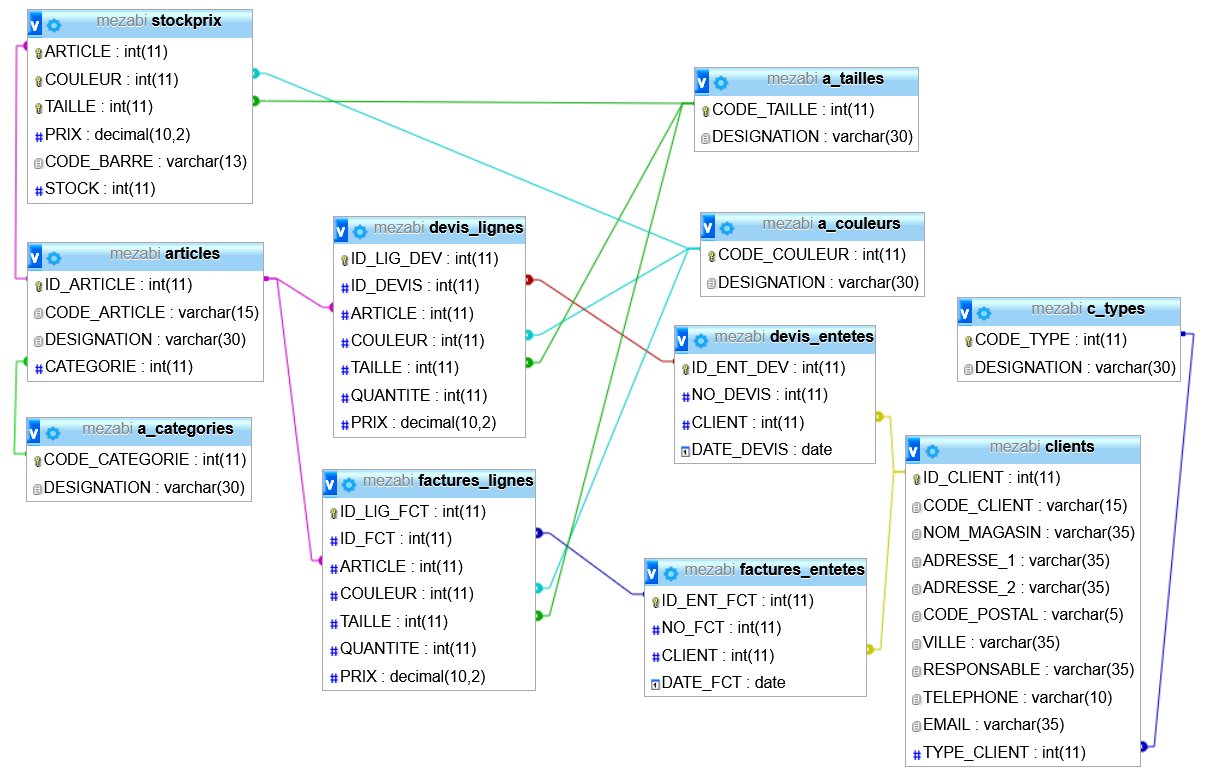 mezabi stockprix
ARTICLE : int(11)
COULEUR : int(11)
TAILLE : int(11)
PRIX : decimal(10,2)
CODE_BARRE : varchar(13)
STOCK : int(11)
mezabi a_tailles
CODE_TAILLE : int(11)
DESIGNATION : varchar(30)
mezabi articles
ID_ARTICLE : int(11)
CODE_ARTICLE : varchar(15)
DESIGNATION : varchar(30)
CATEGORIE : int(11)
mezabi devis_lignes
ID_LIG_DEV : int(11)
ID_DEVIS : int(11)
ARTICLE : int(11)
COULEUR : int(11)
TAILLE : int(11)
QUANTITE : int(11)
PRIX : decimal(10,2)
mezabi a_couleurs
CODE_COULEUR : int(11)
DESIGNATION : varchar(30)
mezabi c_types
CODE_TYPE : int(11)
DESIGNATION : varchar(30)
mezabi devis_entetes
ID_ENT_DEV : int(11)
NO_DEVIS : int(11)
CLIENT : int(11)
DATE_DEVIS : date
mezabi a_categories
CODE_CATEGORIE : int(11)
DESIGNATION : varchar(30)
mezabi factures_lignes
ID_LIG_FCT : int(11)
ID_FCT : int(11)
ARTICLE : int(11)
COULEUR : int(11)
TAILLE : int(11)
QUANTITE : int(11)
PRIX : decimal(10,2)
mezabi factures_entetes
ID_ENT_FCT : int(11)
NO_FCT : int(11)
CLIENT : int(11)
DATE_FCT : date
mezabi clients
ID_CLIENT : int(11)
CODE_CLIENT : varchar(15)
NOM_MAGASIN : varchar(35)
ADRESSE_1 : varchar(35)
ADRESSE_2 : varchar(35)
CODE_POSTAL : varchar(5)
VILLE : varchar(35)
RESPONSABLE : varchar(35)
TELEPHONE : varchar(10)
EMAIL : varchar(35)
TYPE_CLIENT : int(11)